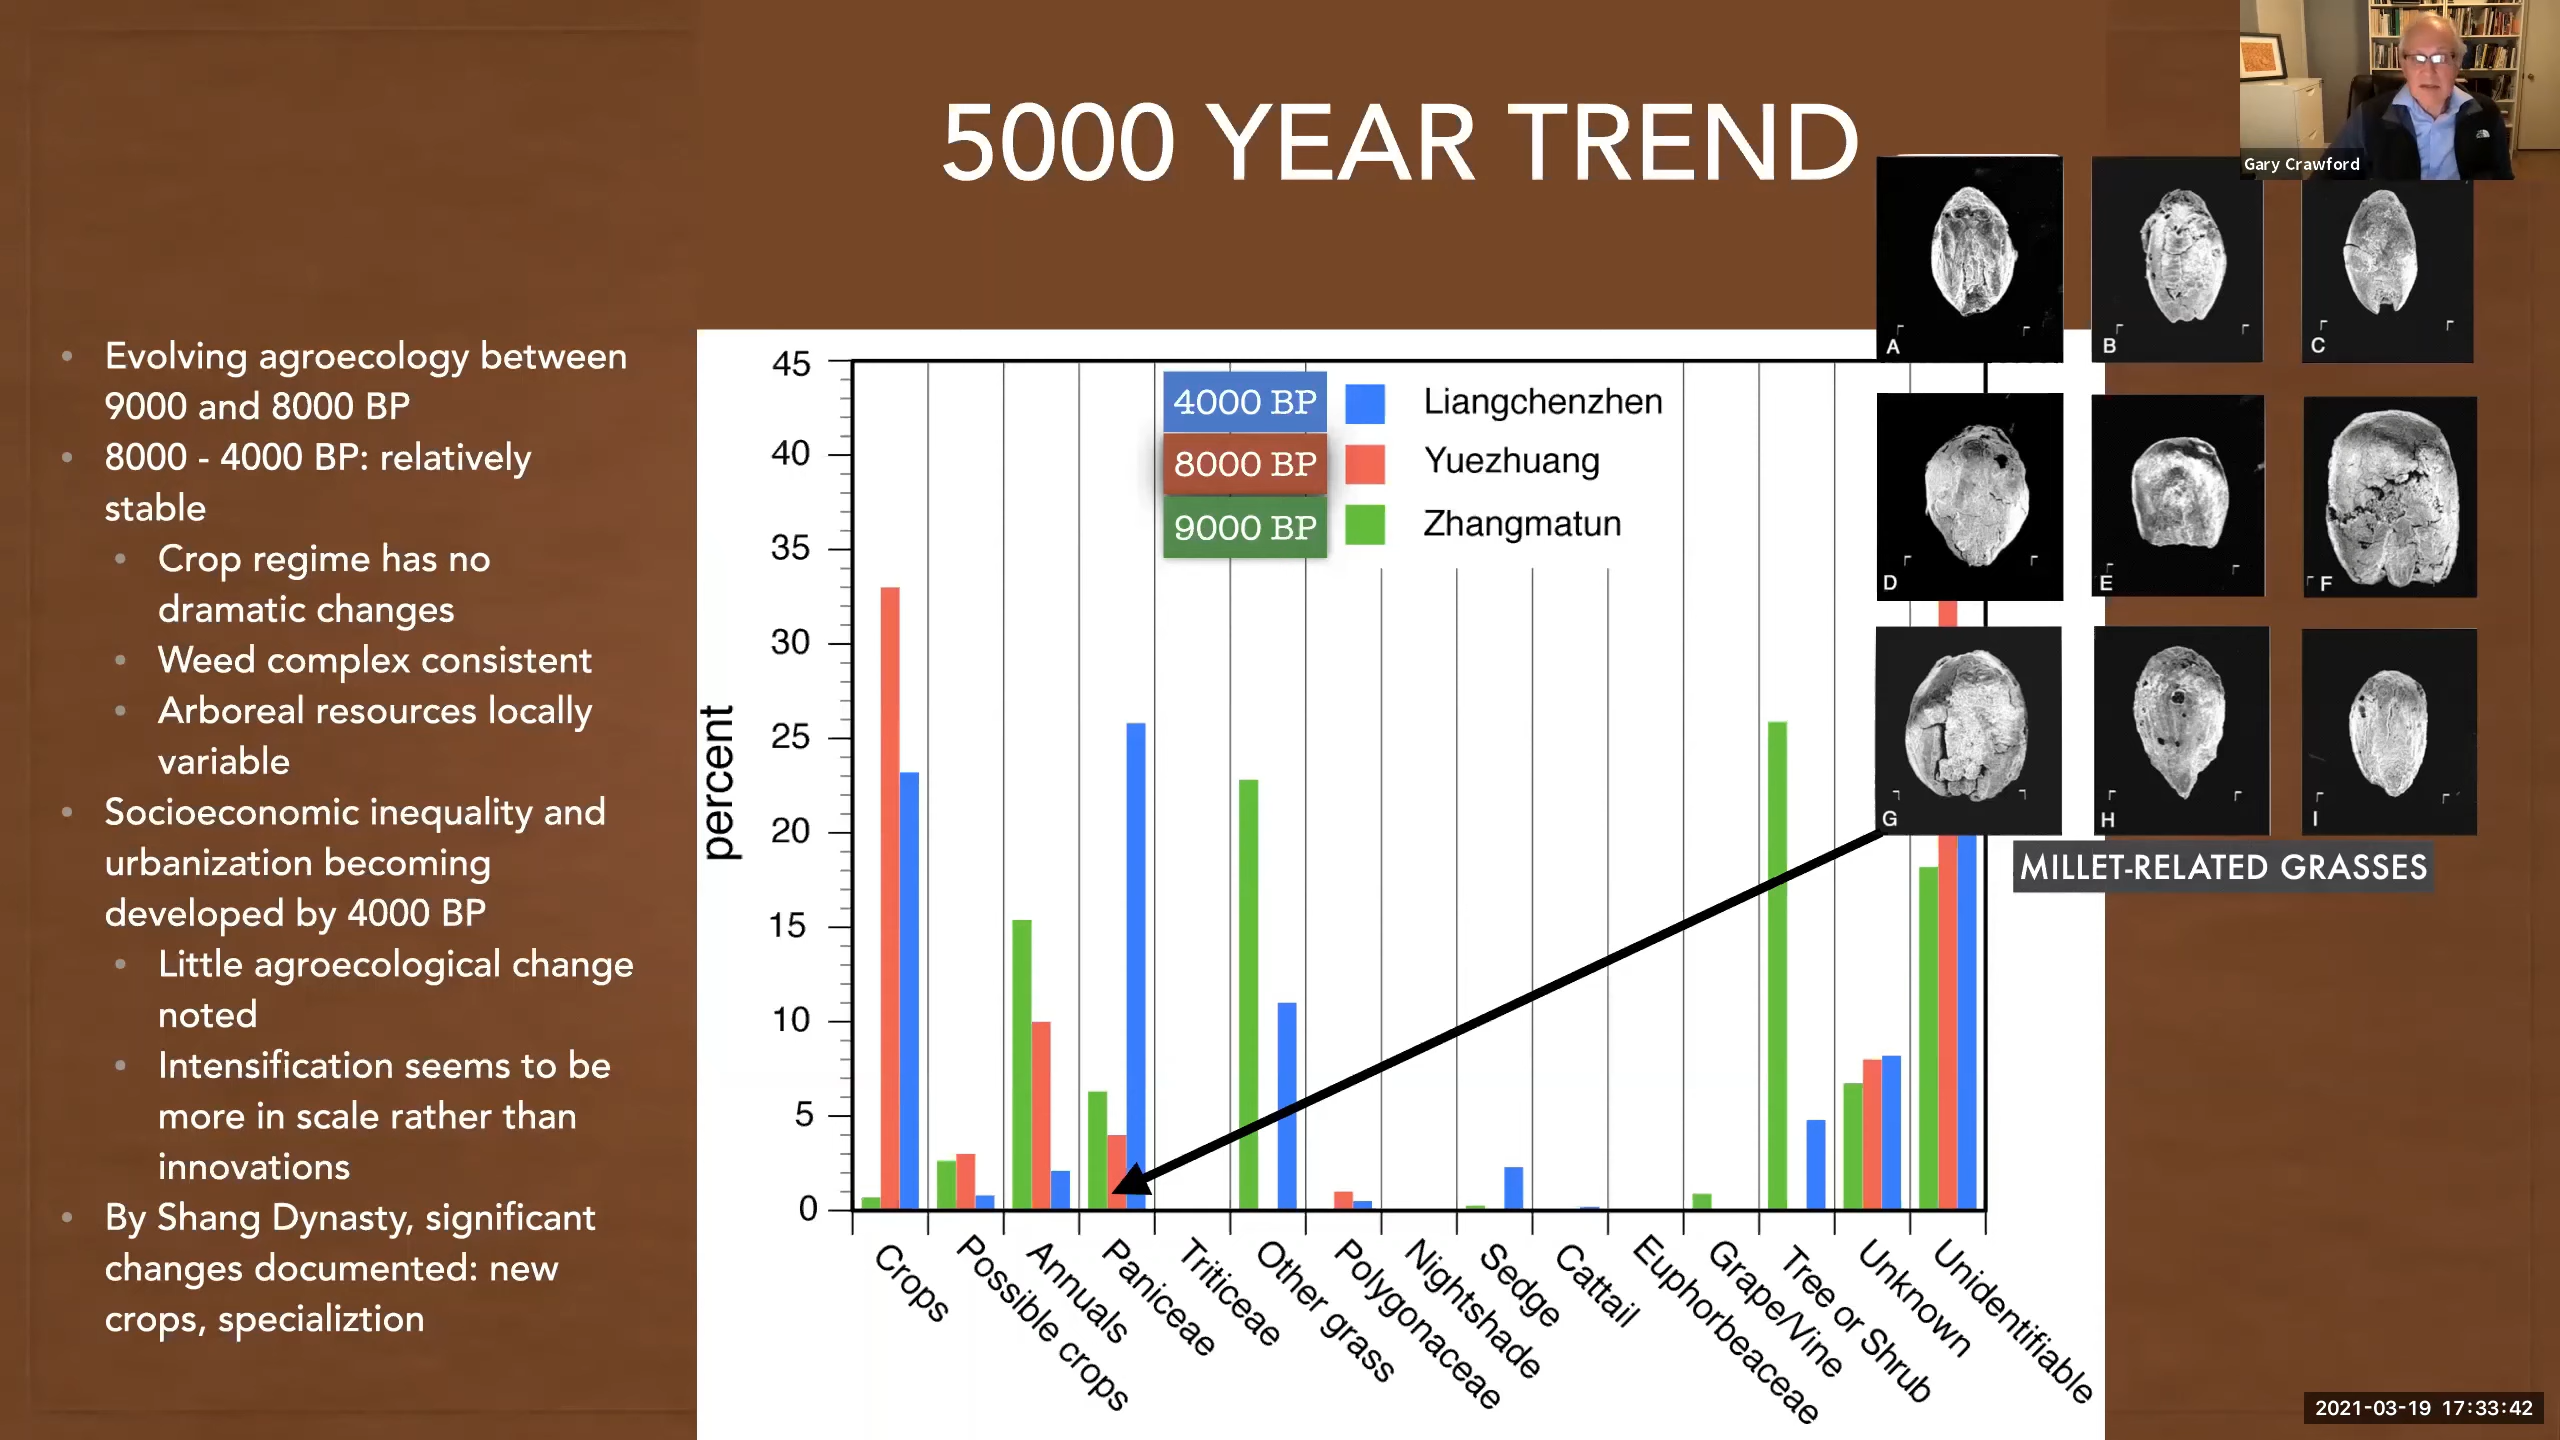 5000 YEAR TREND
Gary Crawford
• Evolving agroecology between
9000 and 8000 BP
• 8000 - 4000 BP: relatively
stable
• Crop regime has no
dramatic changes
• Weed complex consistent
• Arboreal resources locally
variable
• Socioeconomic inequality and
urbanization becoming
developed by 4000 BP
• Little agroecological change
noted
• Intensification seems to be
more in scale rather than
innovations
• By Shang Dynasty, significant
changes documented: new
crops, specializtion
percent
45
40
35
30
25
20
15
10
5
0
4000 BP Liangchenzhen
8000 BP Yuezhuang
9000 BP Zhangmatun
Crops
Possible crops
Annuals
Paniceae
Triticeae
Other grass
Polygonaceae
Nightshade
Sedge
Cattail
Euphorbeaceae
Grape/Vine
Tree or Shrub
Unknown
Unidentifiable
A
B
C
D
E
F
G
H
I
MILLET-RELATED GRASSES
2021-03-19 17:33:42